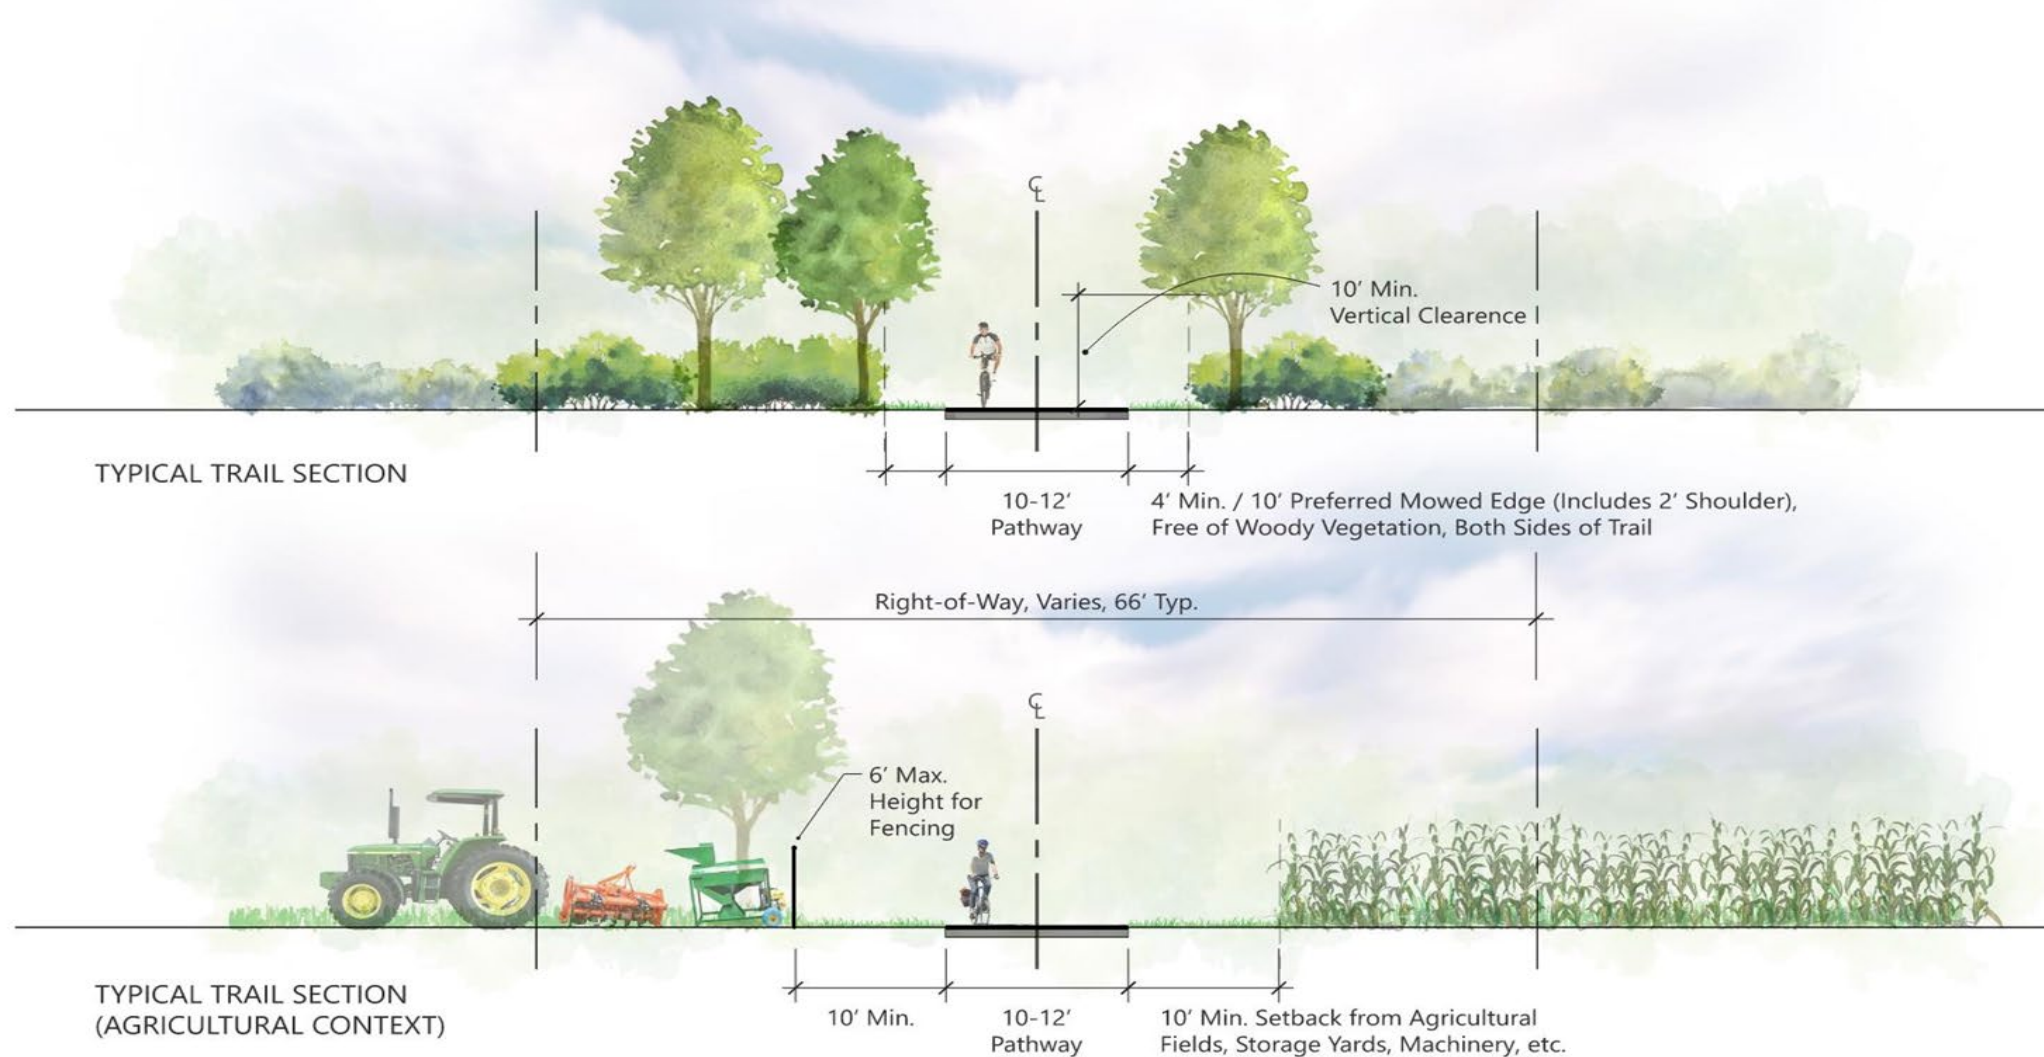 ℄
10′ Min.
Vertical Clearence
TYPICAL TRAIL SECTION
10-12′
Pathway
4′ Min. / 10′ Preferred Mowed Edge (Includes 2′ Shoulder),
Free of Woody Vegetation, Both Sides of Trail
Right-of-Way, Varies, 66′ Typ.
℄
6′ Max.
Height for
Fencing
TYPICAL TRAIL SECTION
(AGRICULTURAL CONTEXT)
10′ Min.
10-12′
Pathway
10′ Min. Setback from Agricultural
Fields, Storage Yards, Machinery, etc.